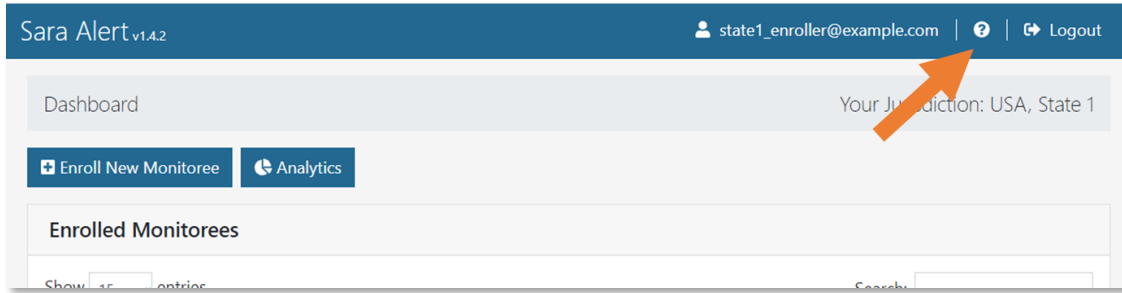 Sara Alert v1.4.2
state1_enroller@example.com
Logout
Dashboard
Your Jurisdiction: USA, State 1
Enroll New Monitoree
Analytics
Enrolled Monitorees
Show 15 entries
Search: